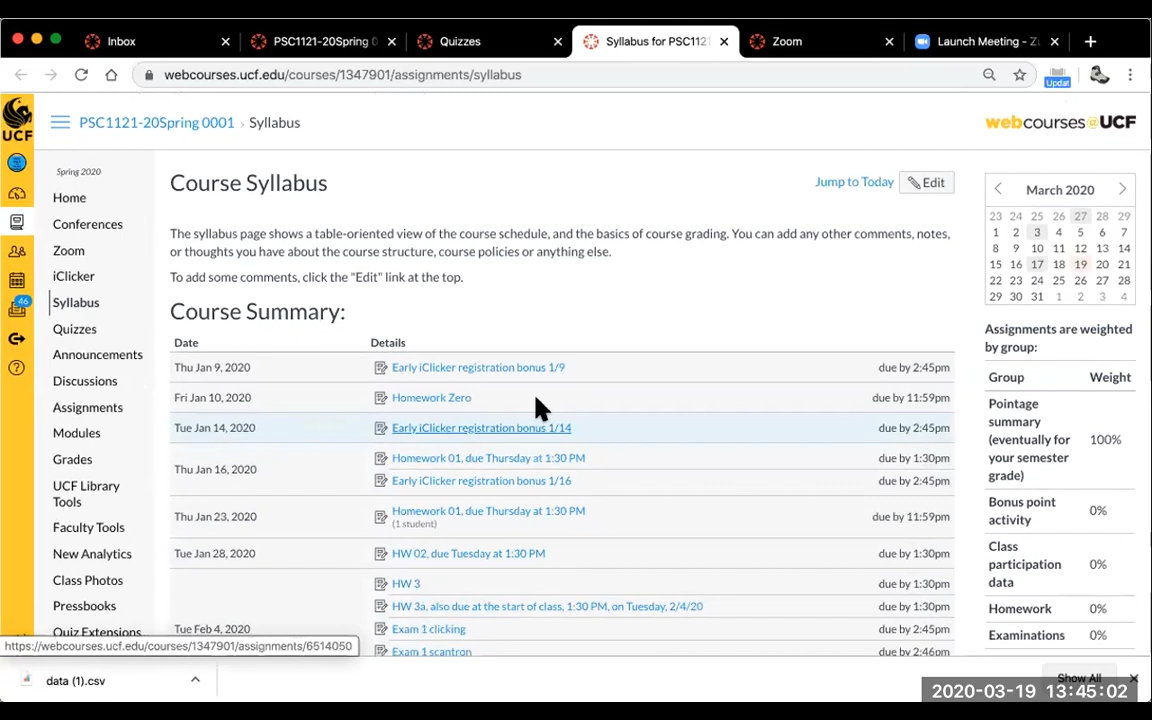 Inbox
PSC1121-20Spring 0
Quizzes
Syllabus for PSC1121
Zoom
Launch Meeting - Zo
webcourses.ucf.edu/courses/1347901/assignments/syllabus
Updat
UCF
PSC1121-20Spring 0001 › Syllabus
webcourses@UCF
Spring 2020
Home
Conferences
Zoom
iClicker
Syllabus
Quizzes
Announcements
Discussions
Assignments
Modules
Grades
UCF Library
Tools
Faculty Tools
New Analytics
Class Photos
Pressbooks
Quiz Extensions
46
Course Syllabus
Jump to Today
Edit
The syllabus page shows a table-oriented view of the course schedule, and the basics of course grading. You can add any other comments, notes,
or thoughts you have about the course structure, course policies or anything else.
To add some comments, click the "Edit" link at the top.
Course Summary:
Date Details
Thu Jan 9, 2020 Early iClicker registration bonus 1/9 due by 2:45pm
Fri Jan 10, 2020 Homework Zero due by 11:59pm
Tue Jan 14, 2020 Early iClicker registration bonus 1/14 due by 2:45pm
Thu Jan 16, 2020 Homework 01, due Thursday at 1:30 PM due by 1:30pm
Early iClicker registration bonus 1/16 due by 2:45pm
Thu Jan 23, 2020 Homework 01, due Thursday at 1:30 PM due by 11:59pm
(1 student)
Tue Jan 28, 2020 HW 02, due Tuesday at 1:30 PM due by 1:30pm
HW 3 due by 1:30pm
HW 3a, also due at the start of class, 1:30 PM, on Tuesday, 2/4/20 due by 1:30pm
Tue Feb 4, 2020 Exam 1 clicking due by 2:45pm
Exam 1 scantron due by 2:46pm
March 2020
23 24 25 26 27 28 29
1 2 3 4 5 6 7
8 9 10 11 12 13 14
15 16 17 18 19 20 21
22 23 24 25 26 27 28
29 30 31 1 2 3 4
Assignments are weighted
by group:
Group Weight
Pointage
summary
(eventually for
your semester
grade) 100%
Bonus point
activity 0%
Class
participation
data 0%
Homework 0%
Examinations 0%
https://webcourses.ucf.edu/courses/1347901/assignments/6514050
data (1).csv
Show All
2020-03-19 13:45:02